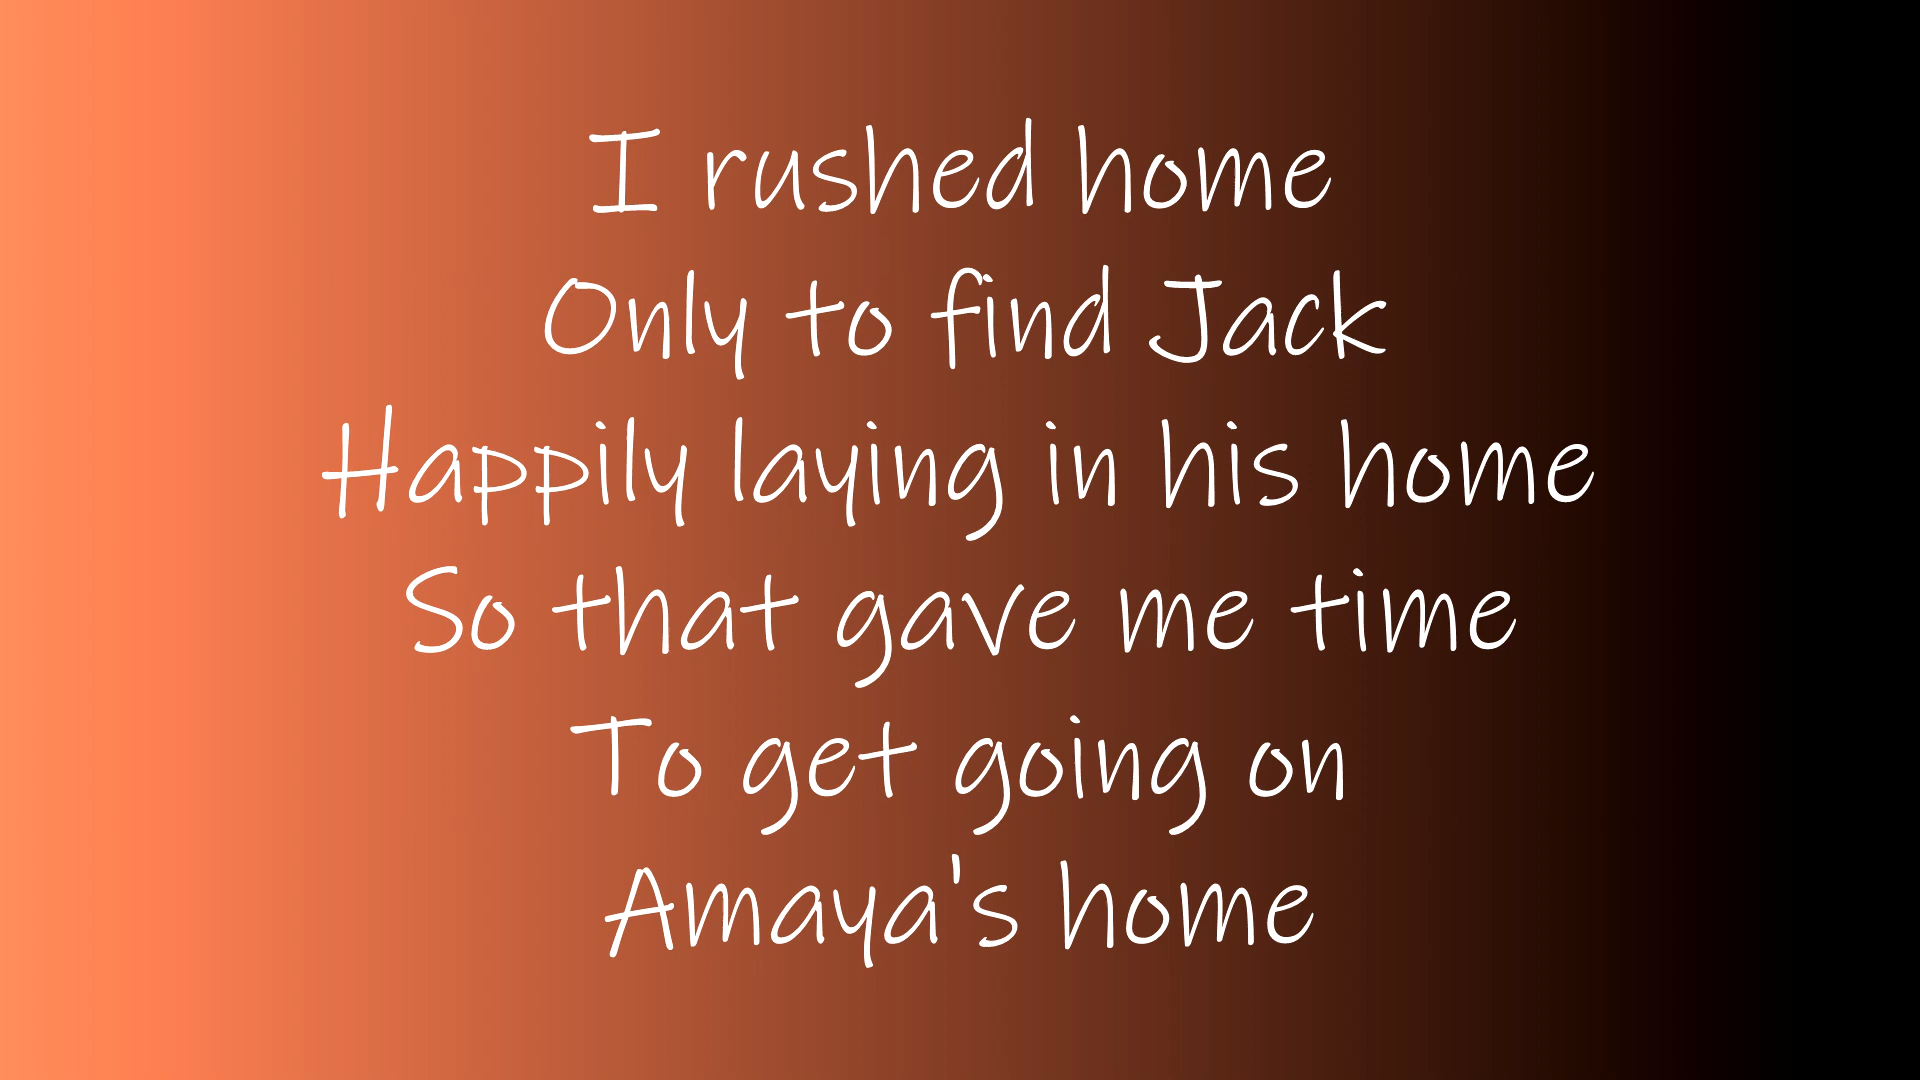 I rushed home
Only to find Jack
Happily laying in his home
So that gave me time
To get going on
Amaya's home